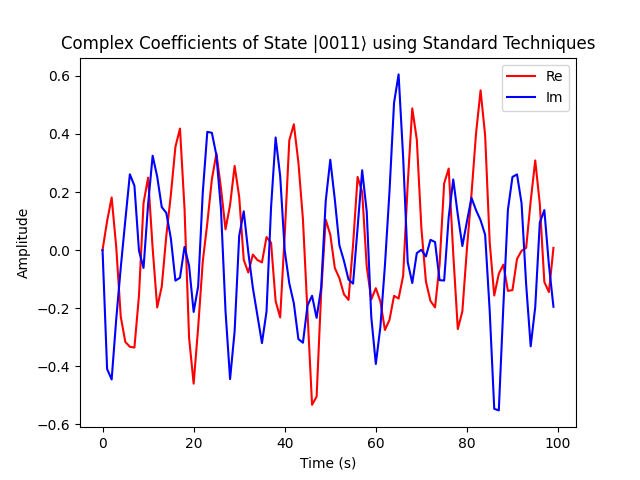 Complex Coefficients of State |0011⟩ using Standard Techniques
Re
Im
Amplitude
0.6
0.4
0.2
0.0
−0.2
−0.4
−0.6
0 20 40 60 80 100
Time (s)